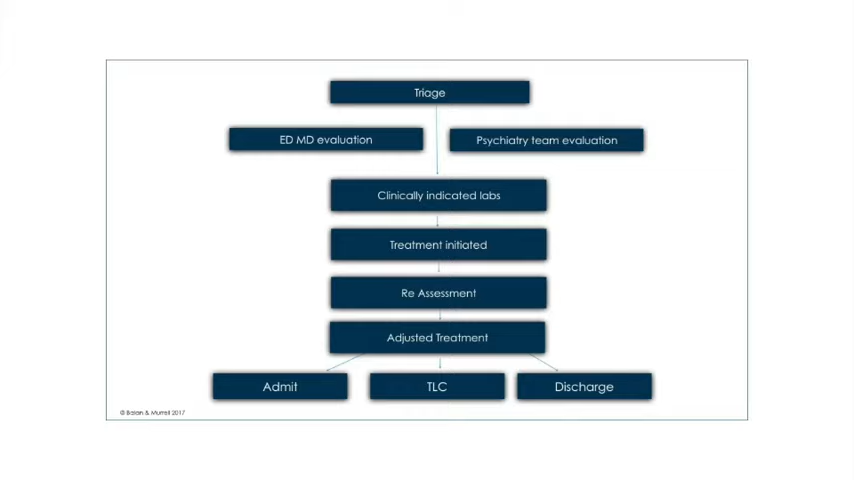 Triage
ED MD evaluation
Psychiatry team evaluation
Clinically indicated labs
Treatment initiated
Re Assessment
Adjusted Treatment
Admit
TLC
Discharge
© Balan & Murrell 2017